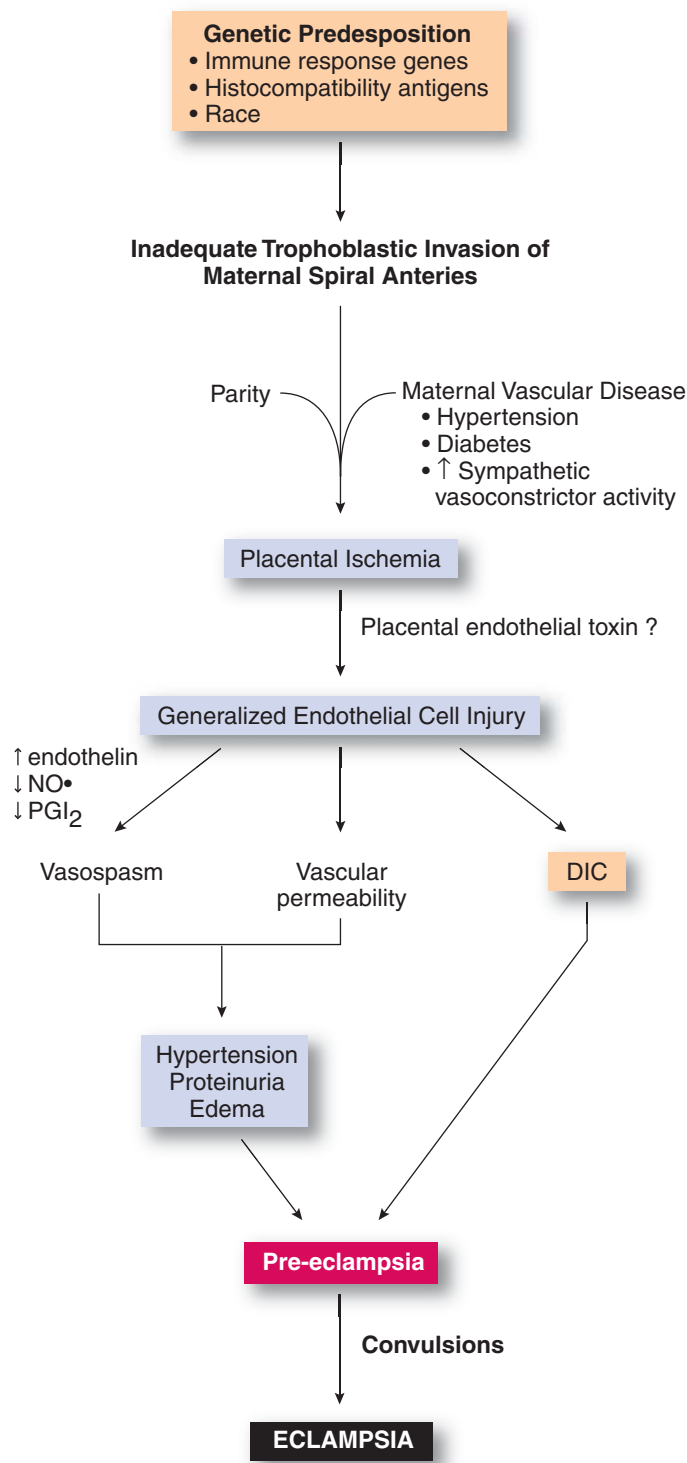 Genetic Predesposition
• Immune response genes
• Histocompatibility antigens
• Race
Inadequate Trophoblastic Invasion of
Maternal Spiral Anteries
Parity
Maternal Vascular Disease
• Hypertension
• Diabetes
• ↑ Sympathetic
vasoconstrictor activity
Placental Ischemia
Placental endothelial toxin ?
Generalized Endothelial Cell Injury
↑ endothelin
↓ NO•
↓ PGI2
Vasospasm
Vascular
permeability
DIC
Hypertension
Proteinuria
Edema
Pre-eclampsia
Convulsions
ECLAMPSIA